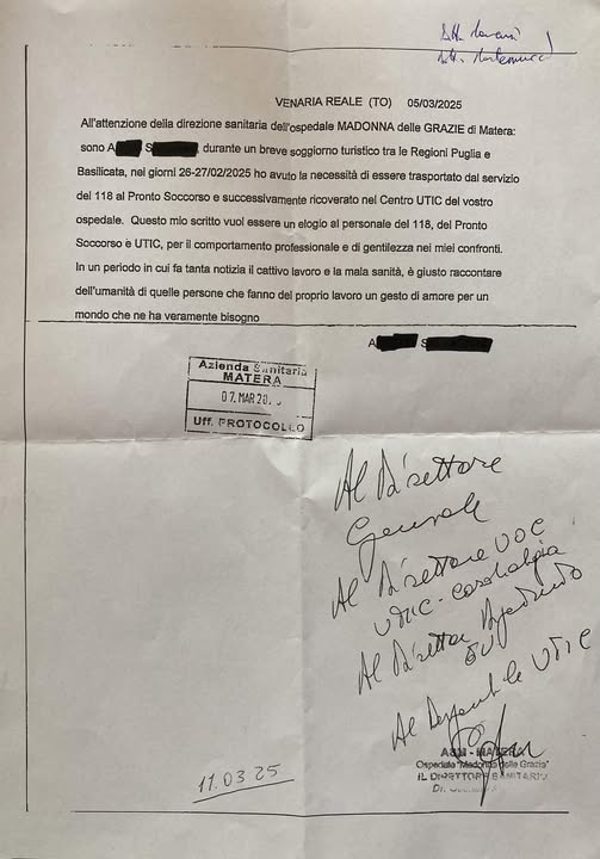 Dott.
Dott.
VENARIA REALE (TO) 05/03/2025
All'attenzione della direzione sanitaria dell'ospedale MADONNA delle GRAZIE di Matera:
sono A S , durante un breve soggiorno turistico tra le Regioni Puglia e
Basilicata, nei giorni 26-27/02/2025 ho avuto la necessità di essere trasportato dal servizio
del 118 al Pronto Soccorso e successivamente ricoverato nel Centro UTIC del vostro
ospedale. Questo mio scritto vuol essere un elogio al personale del 118, del Pronto
Soccorso e UTIC, per il comportamento professionale e di gentilezza nei miei confronti.
In un periodo in cui fa tanta notizia il cattivo lavoro e la mala sanità, è giusto raccontare
dell'umanità di quelle persone che fanno del proprio lavoro un gesto di amore per un
mondo che ne ha veramente bisogno
A S
Azienda Sanitaria
MATERA
07. MAR 20
Uff. PROTOCOLLO
Al Direttore
Generale
Al Direttore UOC
UTIC - Cardiologia
Al Direttore
Al UTIC
ASM - MATERA
Ospedale "Madonna delle Grazie"
IL DIRETTORE SANITARIO
11.03.25